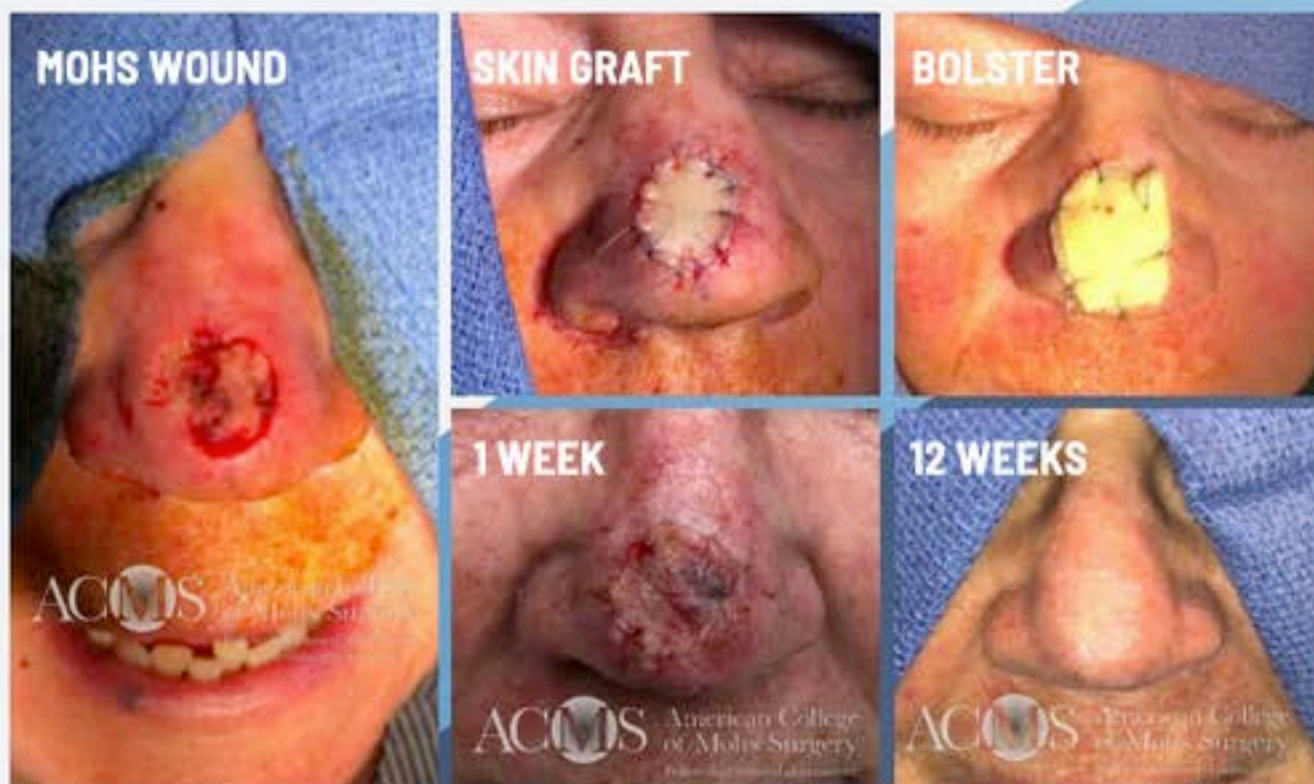 MOHS WOUND
SKIN GRAFT
BOLSTER
1 WEEK
12 WEEKS
ACMS
ACMS American College
of Mohs Surgery
ACMS American College
of Mohs Surgery